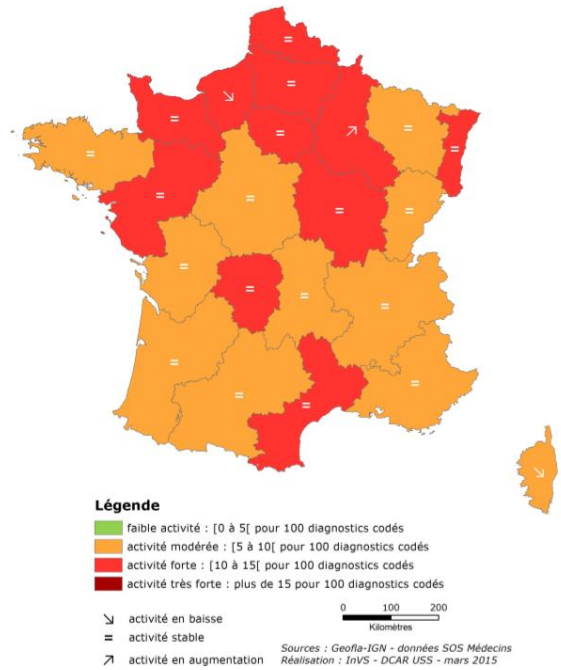 Légende
faible activité : [0 à 5[ pour 100 diagnostics codés
activité modérée : [5 à 10[ pour 100 diagnostics codés
activité forte : [10 à 15[ pour 100 diagnostics codés
activité très forte : plus de 15 pour 100 diagnostics codés
↘ activité en baisse
= activité stable
↗ activité en augmentation
0 100 200
Kilomètres
Sources : Geofla-IGN - données SOS Médecins
Réalisation : InVS - DCAR USS - mars 2015